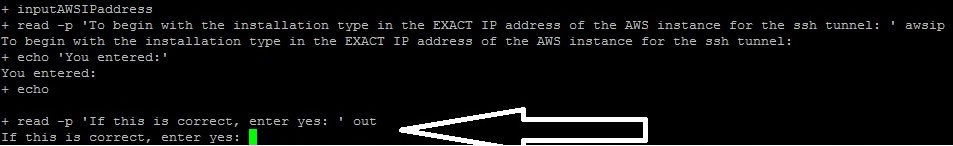 + inputAWSIPaddress
+ read -p 'To begin with the installation type in the EXACT IP address of the AWS instance for the ssh tunnel: ' awsip
To begin with the installation type in the EXACT IP address of the AWS instance for the ssh tunnel:
+ echo 'You entered:'
You entered:
+ echo
+ read -p 'If this is correct, enter yes: ' out
If this is correct, enter yes: